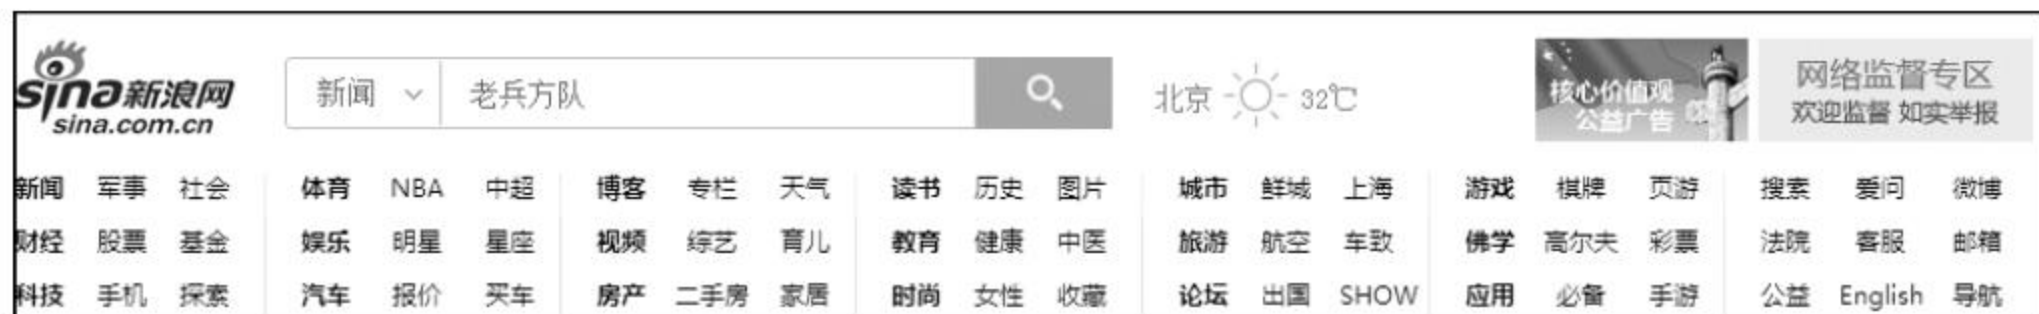 sina新浪网
sina.com.cn
新闻 老兵方队
北京 32℃
核心价值观
公益广告
网络监督专区
欢迎监督 如实举报
新闻 军事 社会 体育 NBA 中超 博客 专栏 天气 读书 历史 图片 城市 鲜城 上海 游戏 棋牌 页游 搜索 爱问 微博
财经 股票 基金 娱乐 明星 星座 视频 综艺 育儿 教育 健康 中医 旅游 航空 车致 佛学 高尔夫 彩票 法院 客服 邮箱
科技 手机 探索 汽车 报价 买车 房产 二手房 家居 时尚 女性 收藏 论坛 出国 SHOW 应用 必备 手游 公益 English 导航